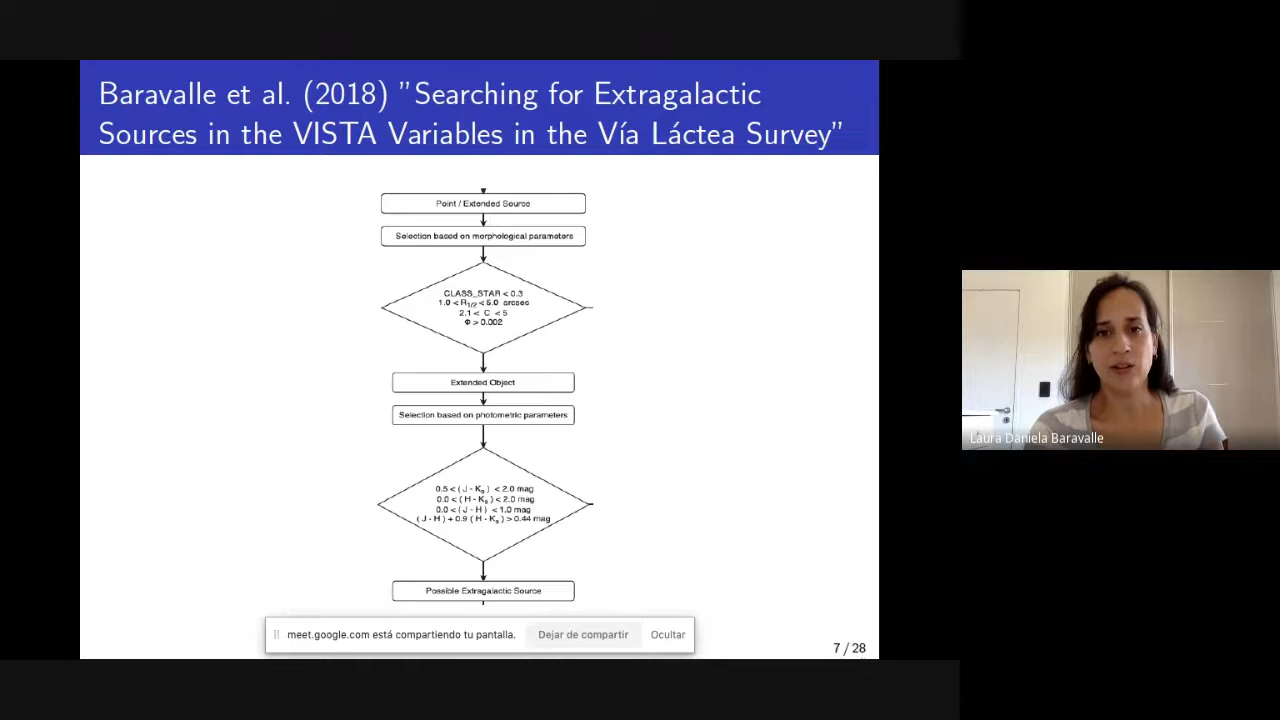 Baravalle et al. (2018) ”Searching for Extragalactic
Sources in the VISTA Variables in the Vía Láctea Survey”
Point / Extended Source
Selection based on morphological parameters
CLASS_STAR < 0.3
1.0 < R1/2 < 5.0 arcsec
2.1 < C < 5
Φ > 0.002
Extended Object
Selection based on photometric parameters
0.5 < ( J - Ks ) < 2.0 mag
0.0 < ( H - Ks ) < 2.0 mag
0.0 < ( J - H ) < 1.0 mag
( J - H ) + 0.9 ( H - Ks ) > 0.44 mag
Possible Extragalactic Source
meet.google.com está compartiendo tu pantalla.
Dejar de compartir
Ocultar
7 / 28
Laura Daniela Baravalle